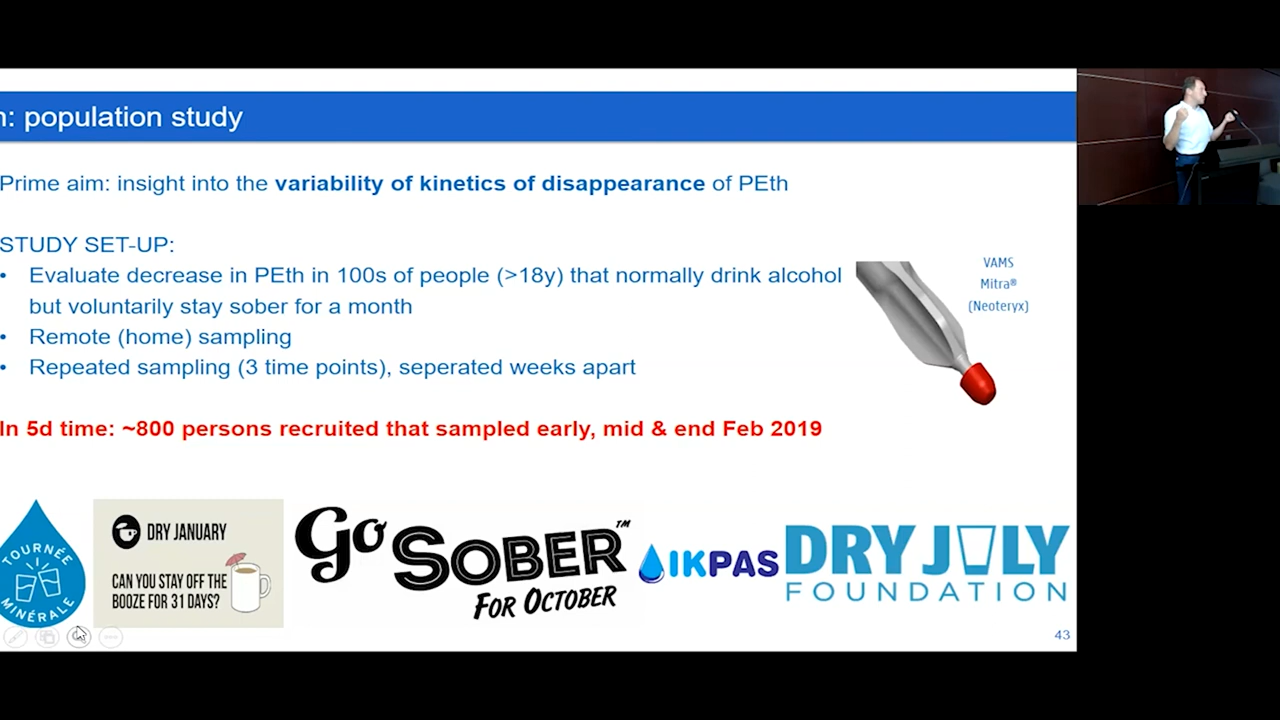 n: population study
Prime aim: insight into the variability of kinetics of disappearance of PEth
STUDY SET-UP:
• Evaluate decrease in PEth in 100s of people (>18y) that normally drink alcohol
but voluntarily stay sober for a month
• Remote (home) sampling
• Repeated sampling (3 time points), seperated weeks apart
In 5d time: ~800 persons recruited that sampled early, mid & end Feb 2019
VAMS
Mitra®
(Neoteryx)
TOURNÉE
MINÉRALE
DRY JANUARY
CAN YOU STAY OFF THE
BOOZE FOR 31 DAYS?
Go
SOBER™
FOR OCTOBER
IKPAS
DRY JULY
FOUNDATION
43